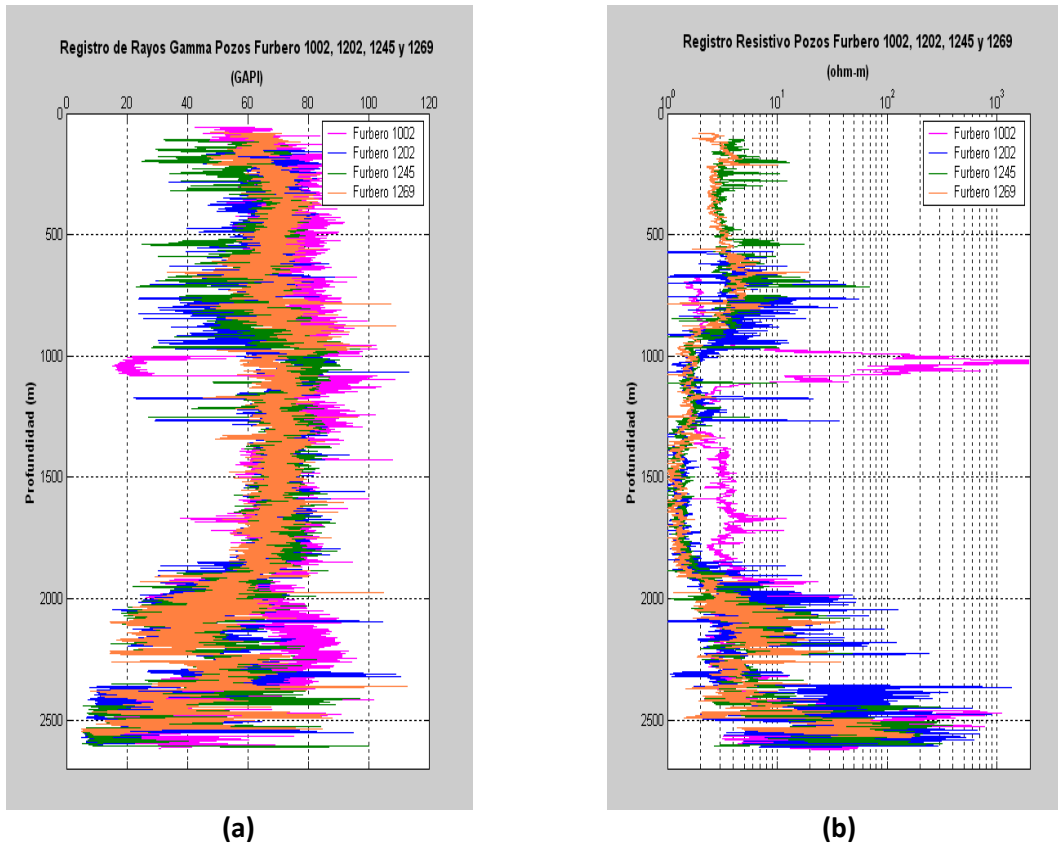 Registro de Rayos Gamma Pozos Furbero 1002, 1202, 1245 y 1269
(GAPI)
0 20 40 60 80 100 120
0
500
1000
1500
2000
2500
Profundidad (m)
Furbero 1002
Furbero 1202
Furbero 1245
Furbero 1269
(a)
Registro Resistivo Pozos Furbero 1002, 1202, 1245 y 1269
(ohm-m)
10⁰ 10¹ 10² 10³
0
500
1000
1500
2000
2500
Profundidad (m)
Furbero 1002
Furbero 1202
Furbero 1245
Furbero 1269
(b)